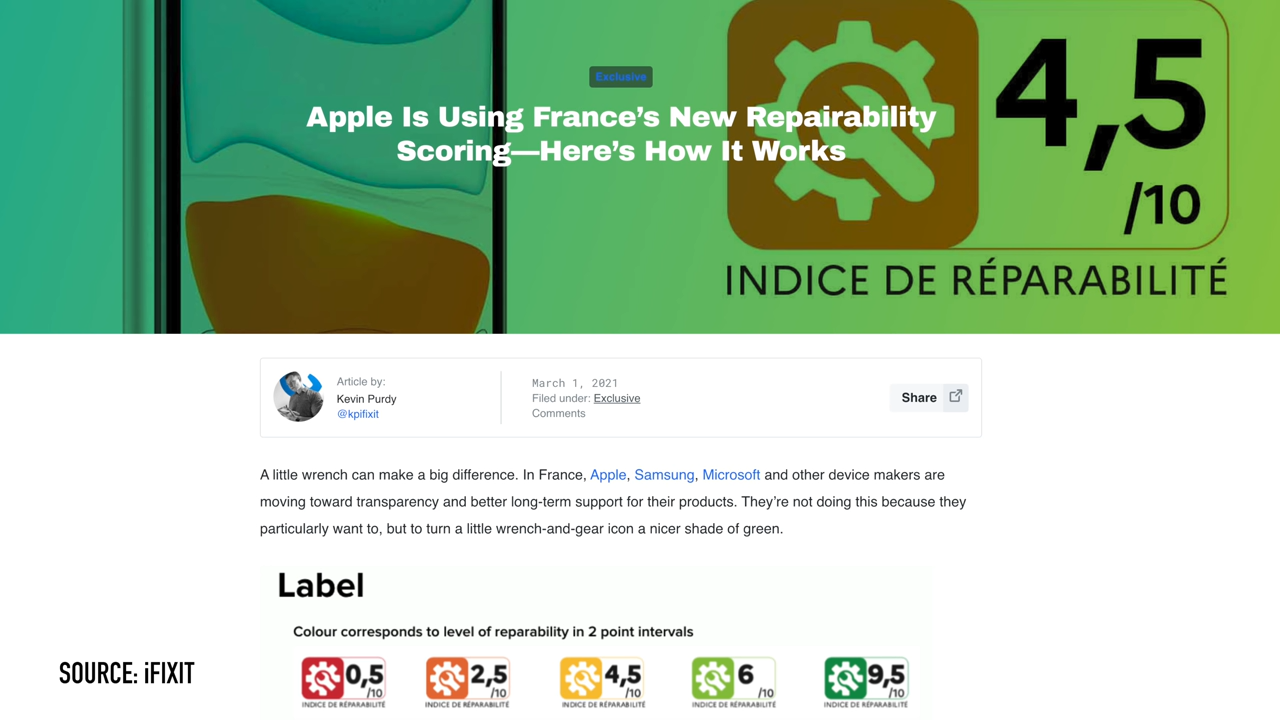 Exclusive
Apple Is Using France’s New Repairability
Scoring—Here’s How It Works
4,5
/10
INDICE DE RÉPARABILITÉ
Article by:
Kevin Purdy
@kpifixit
March 1, 2021
Filed under: Exclusive
Comments
Share
A little wrench can make a big difference. In France, Apple, Samsung, Microsoft and other device makers are
moving toward transparency and better long-term support for their products. They’re not doing this because they
particularly want to, but to turn a little wrench-and-gear icon a nicer shade of green.
Label
Colour corresponds to level of reparability in 2 point intervals
0,5 /10 2,5 /10 4,5 /10 6 /10 9,5 /10
INDICE DE RÉPARABILITÉ INDICE DE RÉPARABILITÉ INDICE DE RÉPARABILITÉ INDICE DE RÉPARABILITÉ INDICE DE RÉPARABILITÉ
SOURCE: iFIXIT